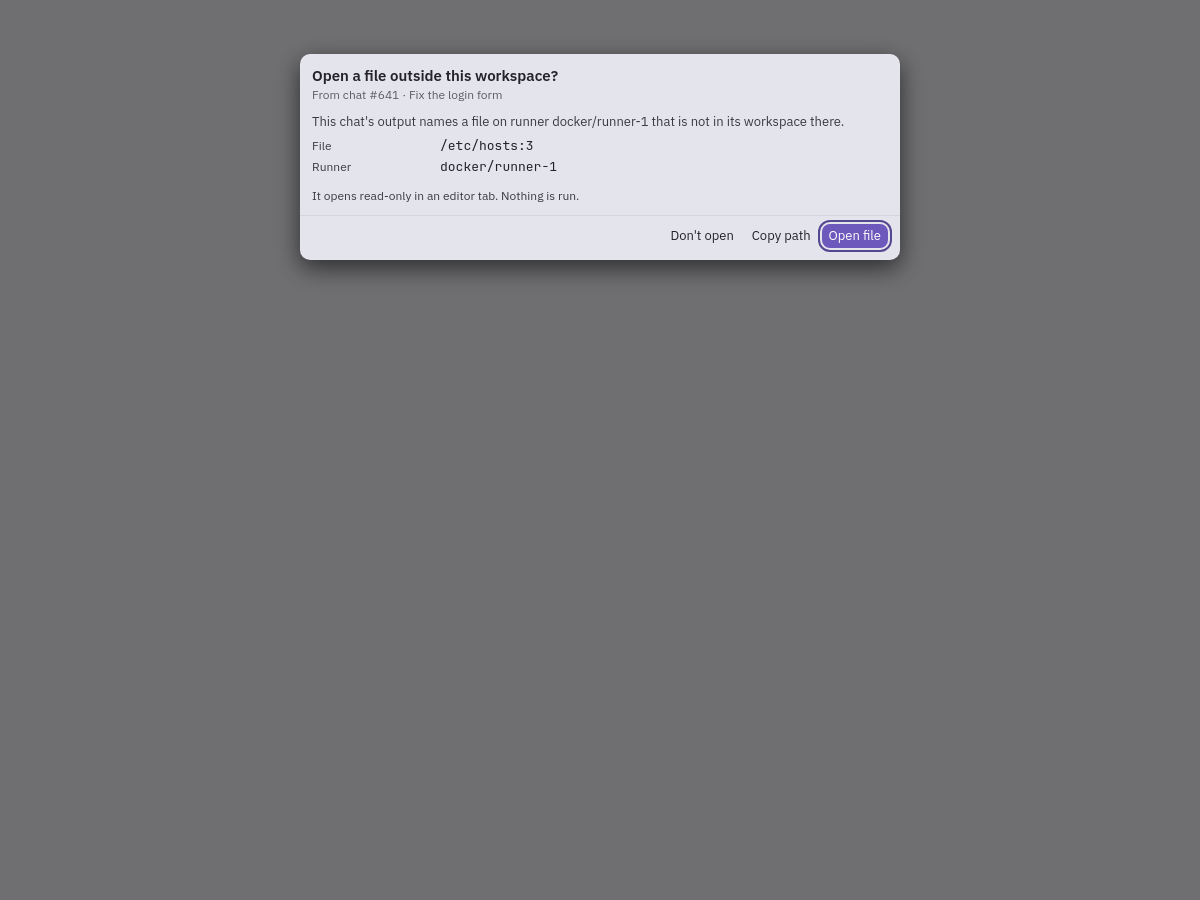 Open a file outside this workspace?
From chat #641 · Fix the login form
This chat's output names a file on runner docker/runner-1 that is not in its workspace there.
File /etc/hosts:3
Runner docker/runner-1
It opens read-only in an editor tab. Nothing is run.
Don't open Copy path Open file